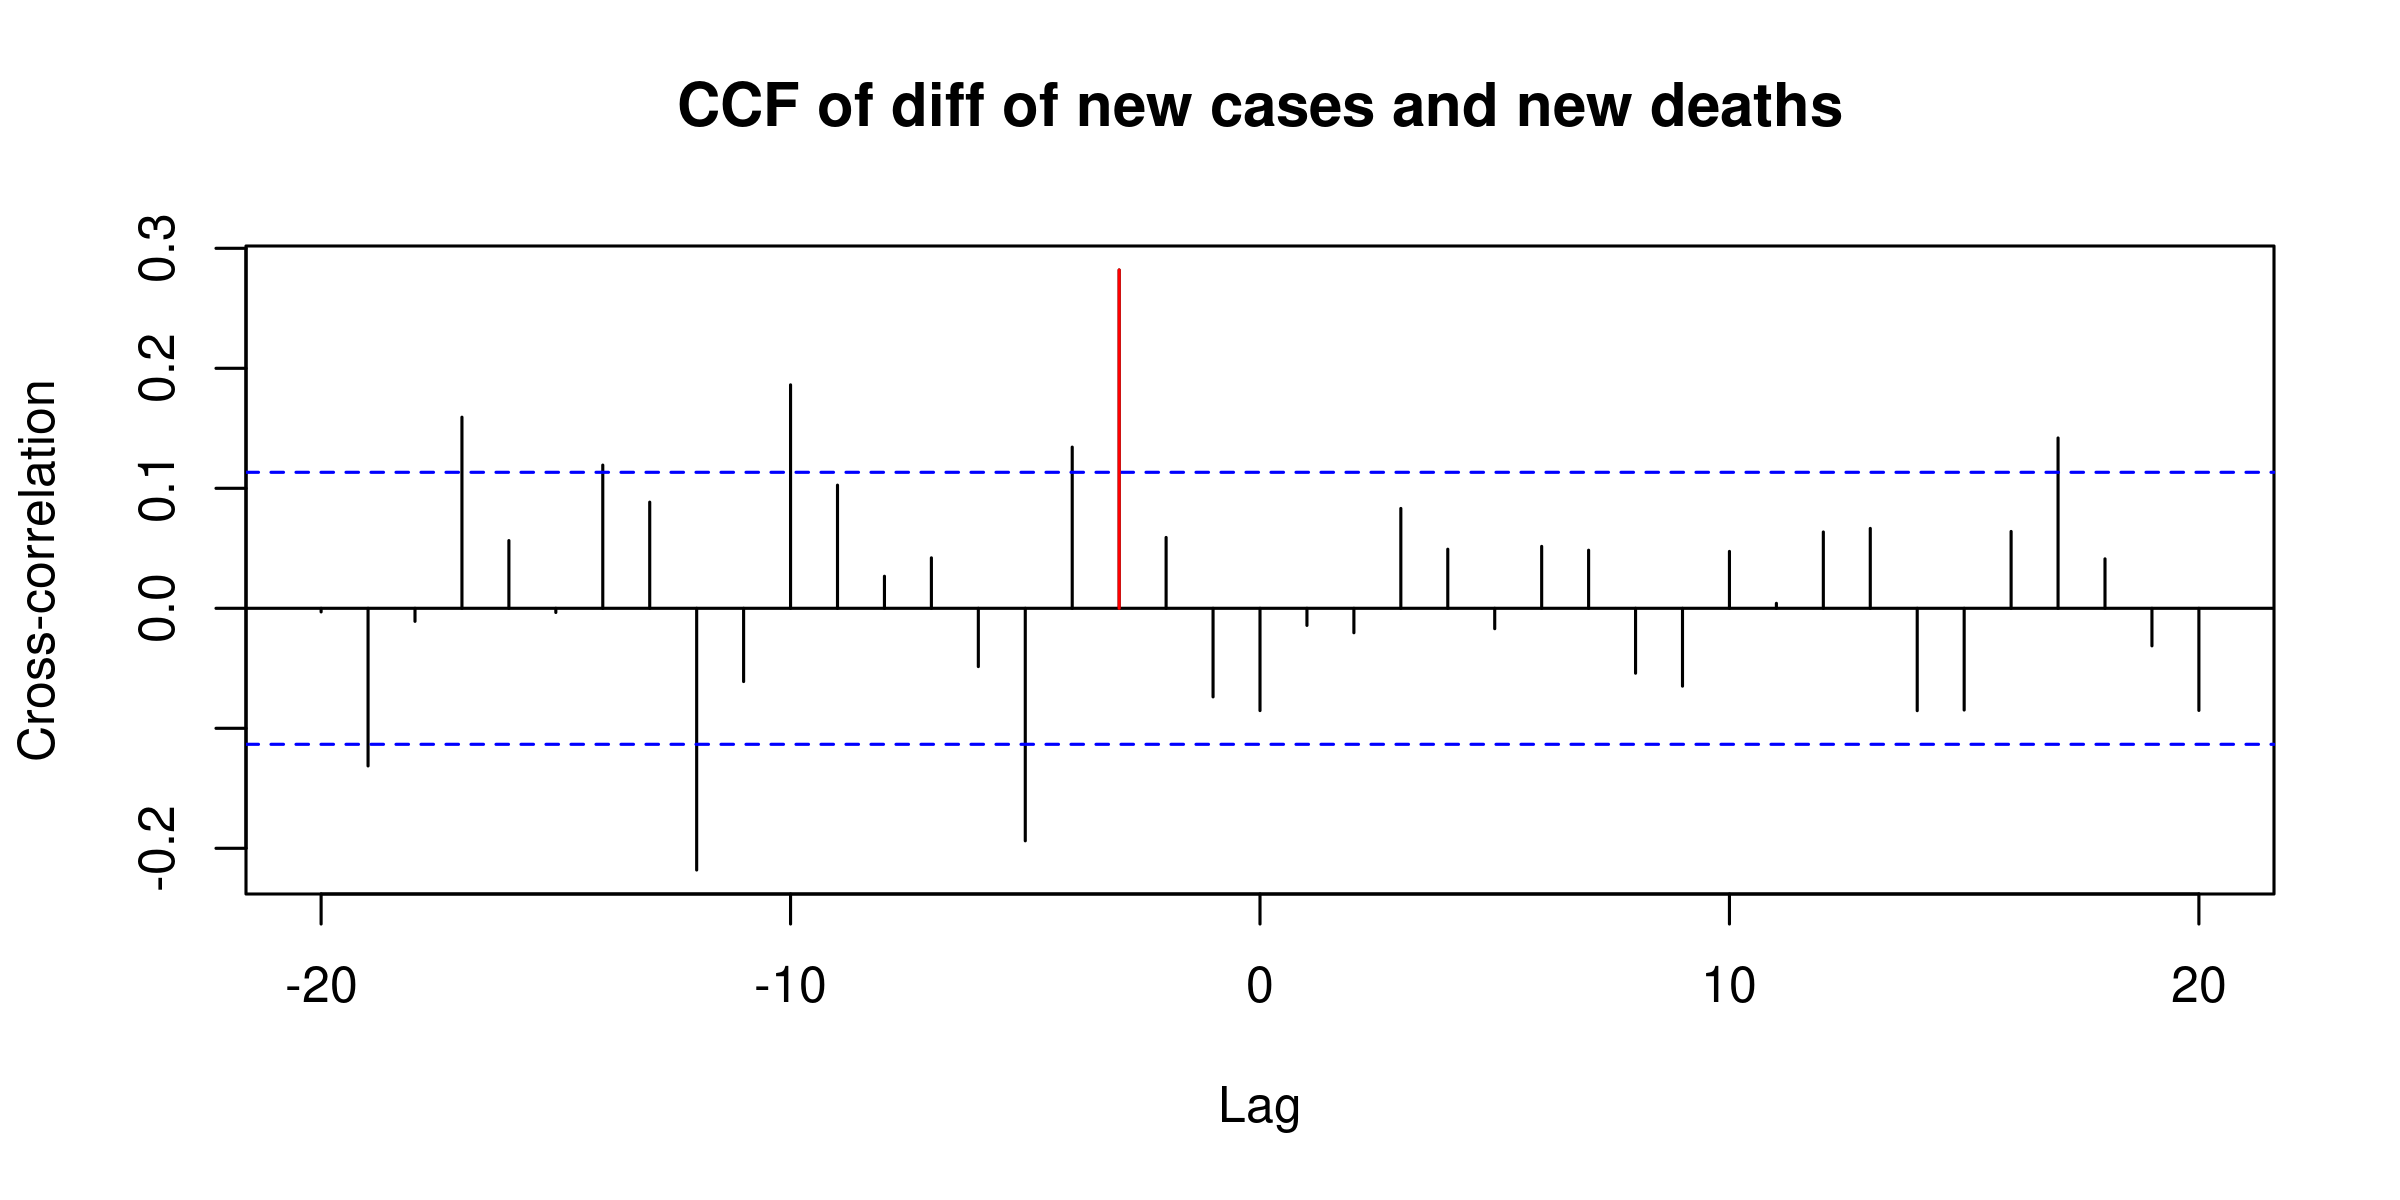 CCF of diff of new cases and new deaths
Cross-correlation
0.3
0.2
0.1
0.0
-0.2
-20 -10 0 10 20
Lag